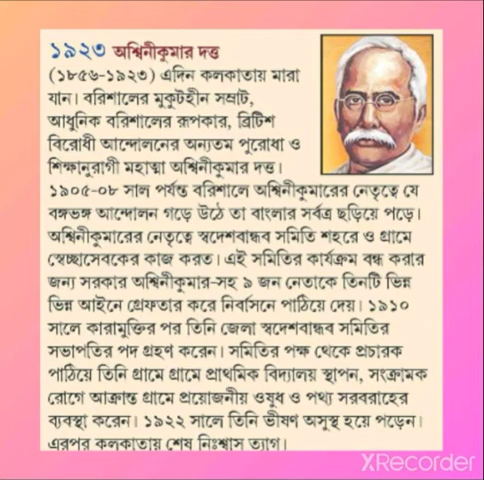 ১৯২৩ অশ্বিনীকুমার দত্ত
(১৮৫৬-১৯২৩) এদিন কলকাতায় মারা
যান। বরিশালের মুকুটহীন সম্রাট,
আধুনিক বরিশালের রূপকার, ব্রিটিশ
বিরোধী আন্দোলনের অন্যতম পুরোধা ও
শিক্ষানুরাগী মহাত্মা অশ্বিনীকুমার দত্ত।
১৯০৫-০৮ সাল পর্যন্ত বরিশালে অশ্বিনীকুমারের নেতৃত্বে যে
বঙ্গভঙ্গ আন্দোলন গড়ে উঠে তা বাংলার সর্বত্র ছড়িয়ে পড়ে।
অশ্বিনীকুমারের নেতৃত্বে স্বদেশবান্ধব সমিতি শহরে ও গ্রামে
স্বেচ্ছাসেবকের কাজ করত। এই সমিতির কার্যক্রম বন্ধ করার
জন্য সরকার অশ্বিনীকুমার-সহ ৯ জন নেতাকে তিনটি ভিন্ন
ভিন্ন আইনে গ্রেফতার করে নির্বাসনে পাঠিয়ে দেয়। ১৯১০
সালে কারামুক্তির পর তিনি জেলা স্বদেশবান্ধব সমিতির
সভাপতির পদ গ্রহণ করেন। সমিতির পক্ষ থেকে প্রচারক
পাঠিয়ে তিনি গ্রামে গ্রামে প্রাথমিক বিদ্যালয় স্থাপন, সংক্রামক
রোগে আক্রান্ত গ্রামে প্রয়োজনীয় ওষুধ ও পথ্য সরবরাহের
ব্যবস্থা করেন। ১৯২২ সালে তিনি ভীষণ অসুস্থ হয়ে পড়েন।
এরপর কলকাতায় শেষ নিঃশ্বাস ত্যাগ।
XRecorder